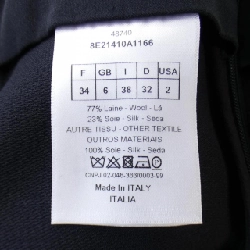 43240
8E21410A1166
F GB I D USA
34 6 38 32 2
77% Laine - Wool - Lã
23% Soie - Silk - Seda
AUTRE TISSU - OTHER TEXTILE
OUTROS MATERIAIS
100% Soie - Silk - Seda
Made In ITALY
ITALIA